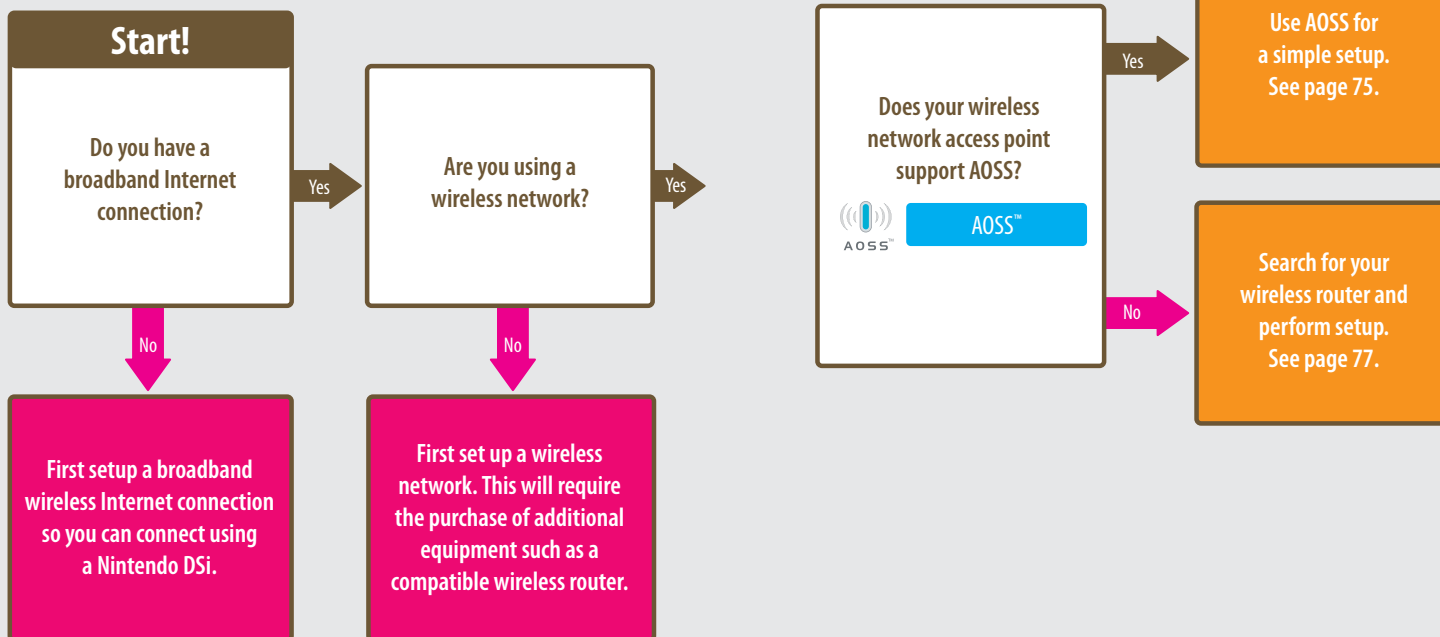 Start!
Do you have a
broadband Internet
connection?
Yes
No
First setup a broadband
wireless Internet connection
so you can connect using
a Nintendo DSi.
Are you using a
wireless network?
Yes
No
First set up a wireless
network. This will require
the purchase of additional
equipment such as a
compatible wireless router.
Does your wireless
network access point
support AOSS?
AOSS™
AOSS™
Yes
Use AOSS for
a simple setup.
See page 75.
No
Search for your
wireless router and
perform setup.
See page 77.